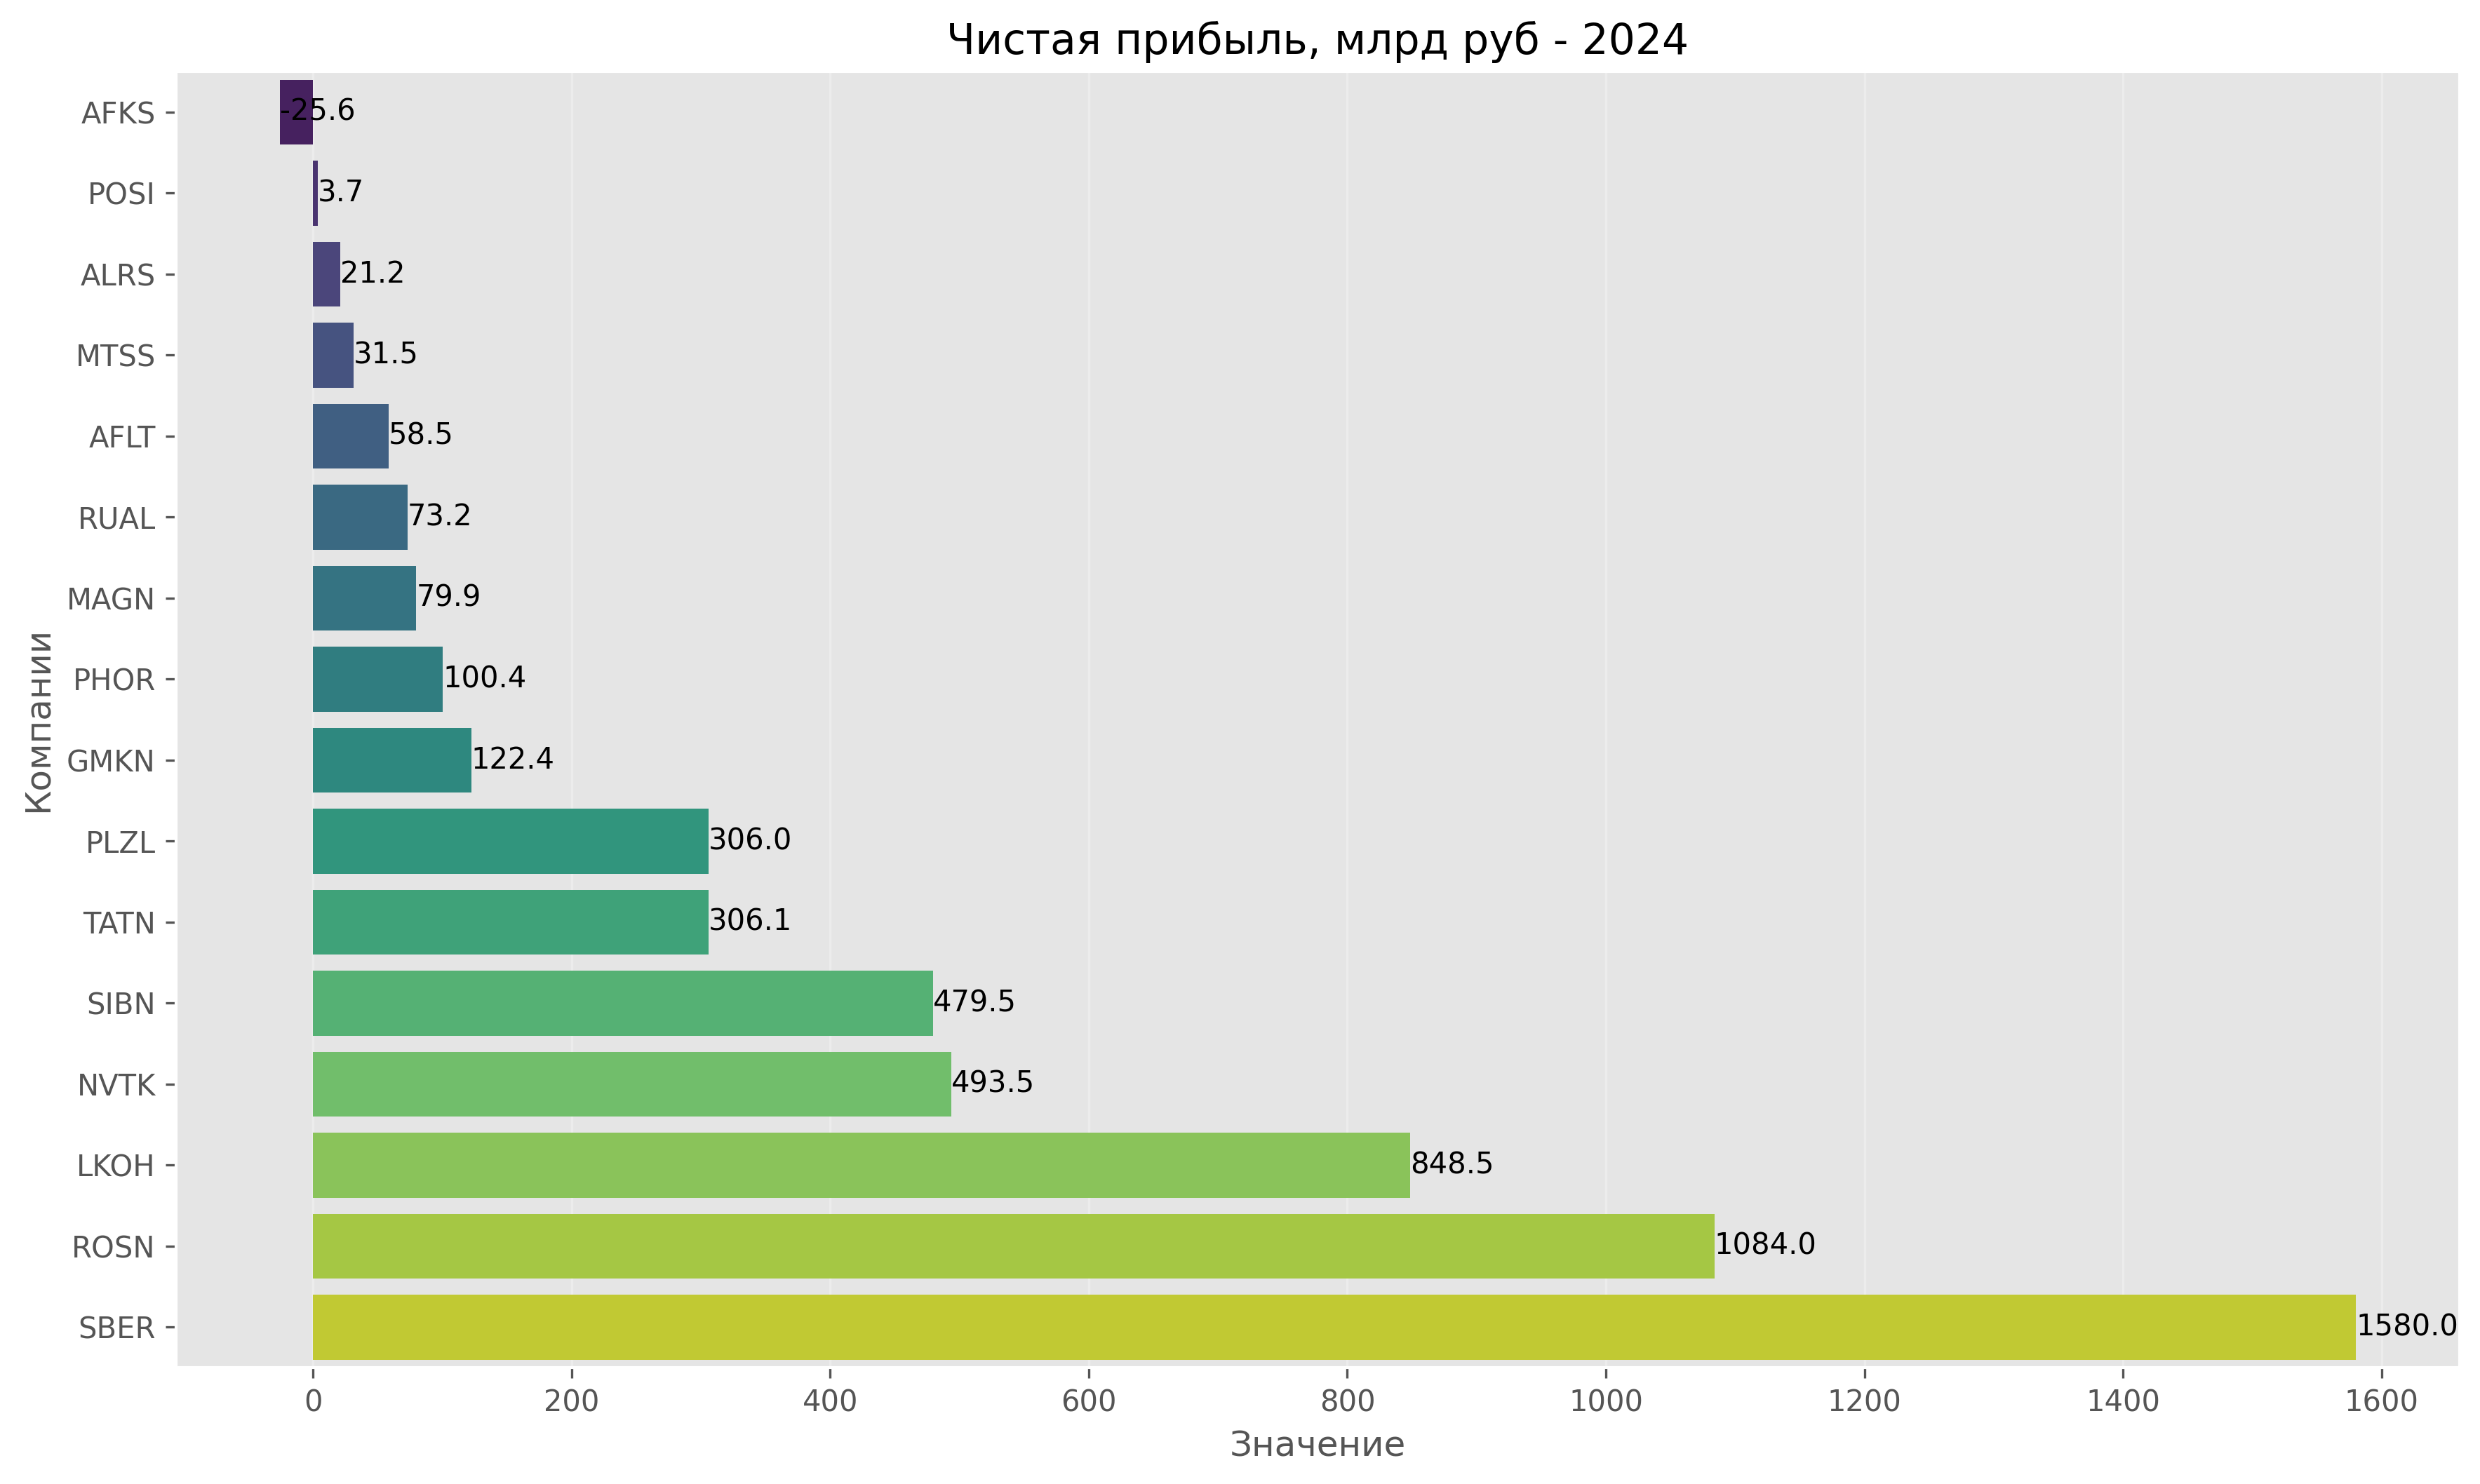 Чистая прибыль, млрд руб - 2024
Компании
AFKS -25.6
POSI 3.7
ALRS 21.2
MTSS 31.5
AFLT 58.5
RUAL 73.2
MAGN 79.9
PHOR 100.4
GMKN 122.4
PLZL 306.0
TATN 306.1
SIBN 479.5
NVTK 493.5
LKOH 848.5
ROSN 1084.0
SBER 1580.0
0 200 400 600 800 1000 1200 1400 1600
Значение